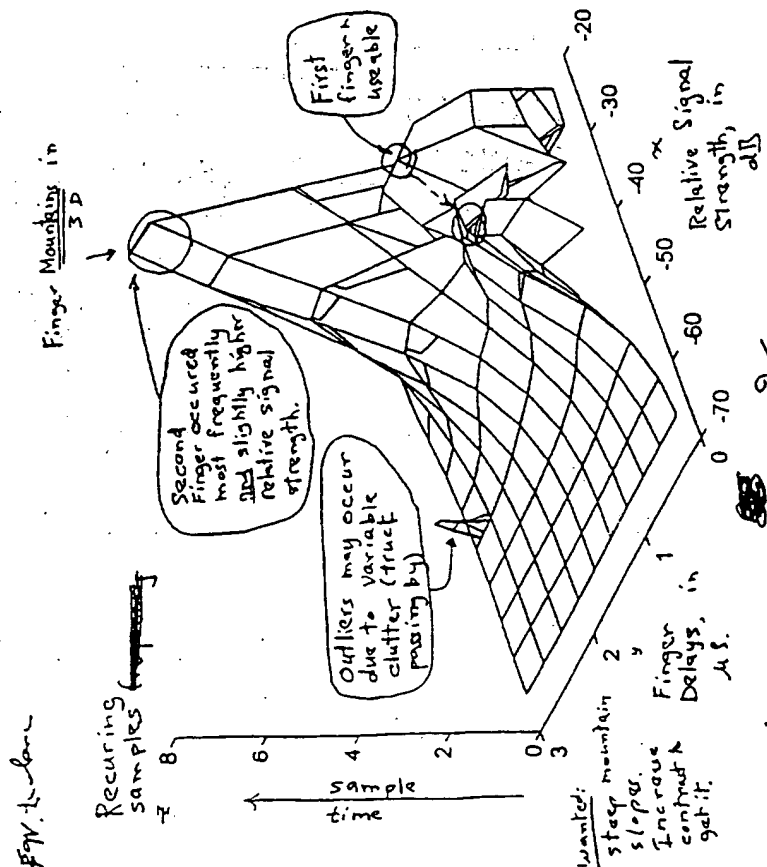 Finger Mountains in
3D
First
finger
useable
Second
Finger occured
most frequently
and slightly higher
relative signal
strength.
Outliers may occur
due to variable
clutter (truck
passing by)
Recuring
samples
z
8
6
4
2
0
sample
time
3
2
1
0
y
Finger
Delays, in
μs.
-70
-60
-50
-40
-30
-20
x
Relative Signal
Strength, in
dB
wanted:
steep mountain
slopes.
Increase
contrast &
get it.